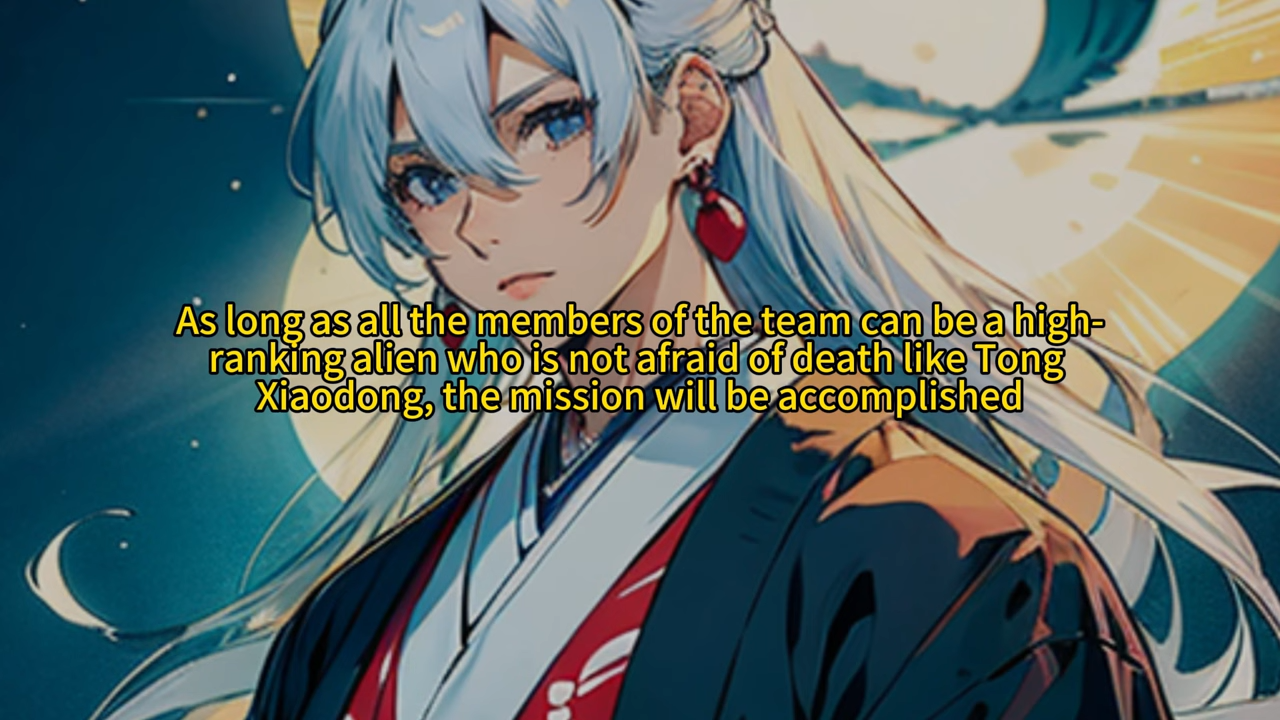 As long as all the members of the team can be a high-
ranking alien who is not afraid of death like Tong
Xiaodong, the mission will be accomplished